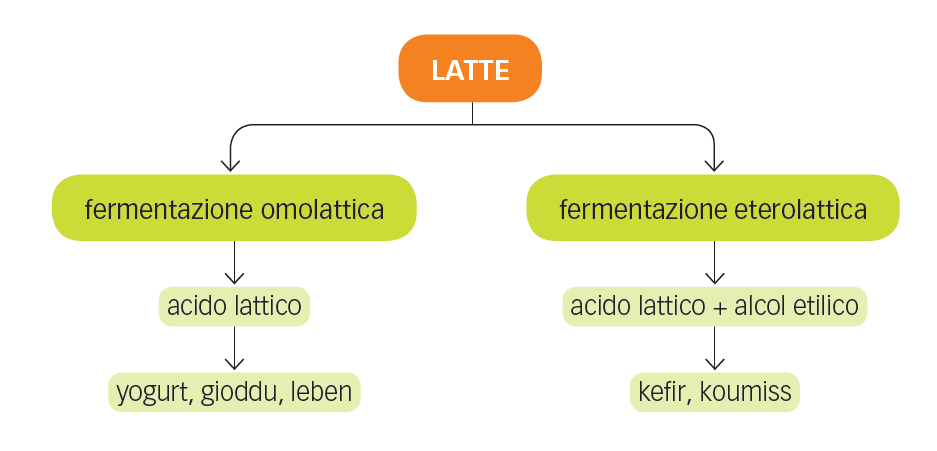 LATTE
fermentazione omolattica
fermentazione eterolattica
acido lattico
acido lattico + alcol etilico
yogurt, gioddu, leben
kefir, koumiss